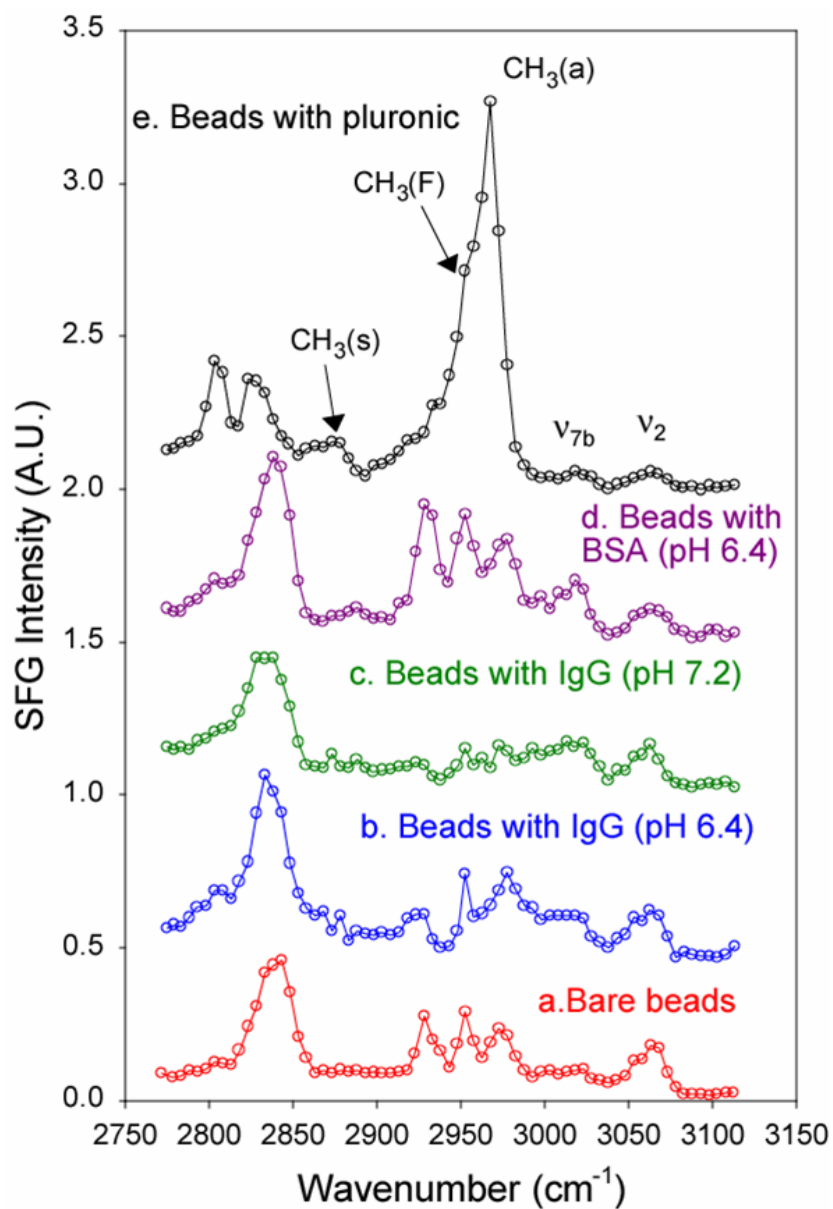 3.5
CH₃(a)
e. Beads with pluronic
3.0
CH₃(F)
2.5
CH₃(s)
ν₇b ν₂
2.0
d. Beads with
BSA (pH 6.4)
1.5
c. Beads with IgG (pH 7.2)
1.0
b. Beads with IgG (pH 6.4)
0.5
a.Bare beads
0.0
SFG Intensity (A.U.)
2750 2800 2850 2900 2950 3000 3050 3100 3150
Wavenumber (cm⁻¹)